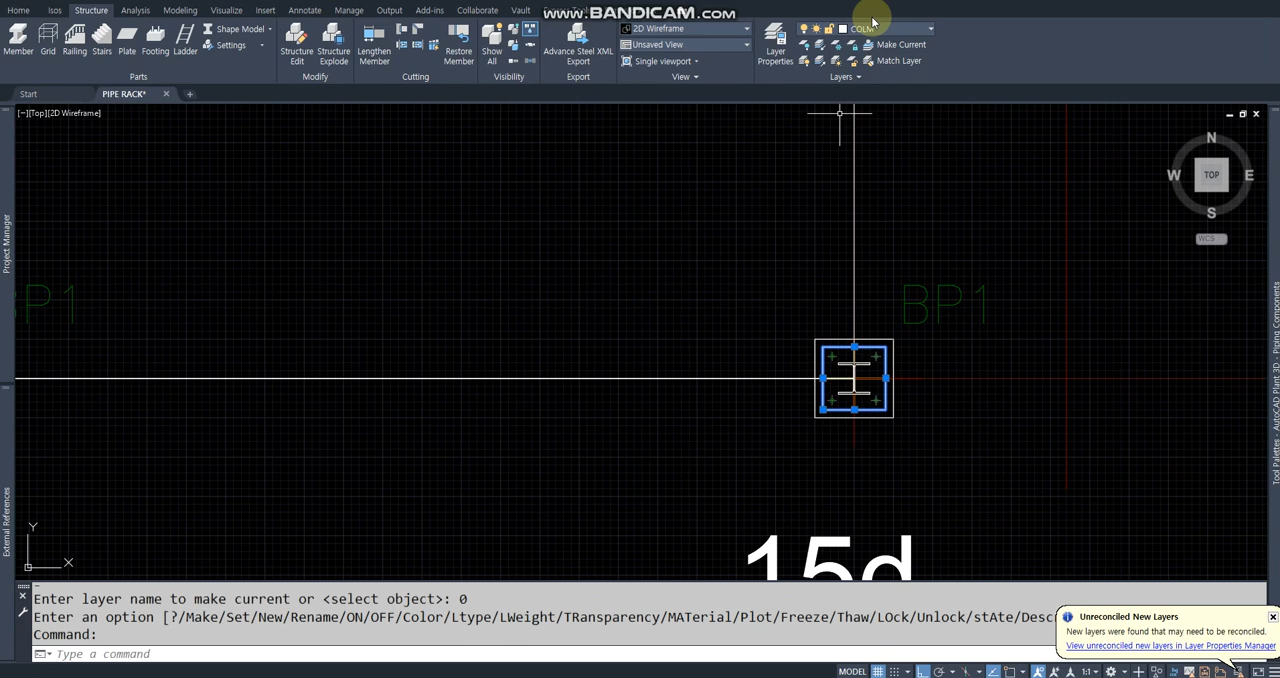 www.BANDICAM.com
Home Isos Structure Analysis Modeling Visualize Insert Annotate Manage Output Add-ins Collaborate Vault
Member Grid Railing Stairs Plate Footing Ladder Shape Model Settings
Structure Edit Structure Explode
Lengthen Member Restore Member
Show All
Advance Steel XML Export
2D Wireframe
Unsaved View
Single viewport
Layer Properties
COLM
Make Current
Match Layer
Parts Modify Cutting Visibility Export View Layers
Start PIPE RACK*
[−][Top][2D Wireframe]
N
W TOP E
S
WCS
Project Manager
External References
Tool Palettes - AutoCAD Plant 3D - Piping Components
BP1
BP1
15d
Y
X
Enter layer name to make current or <select object>: 0
Enter an option [?/Make/Set/New/Rename/ON/OFF/Color/Ltype/LWeight/TRansparency/MATerial/Plot/Freeze/Thaw/LOck/Unlock/stAte/Descr
Command:
Type a command
Unreconciled New Layers
New layers were found that may need to be reconciled.
View unreconciled new layers in Layer Properties Manager
MODEL 1:1